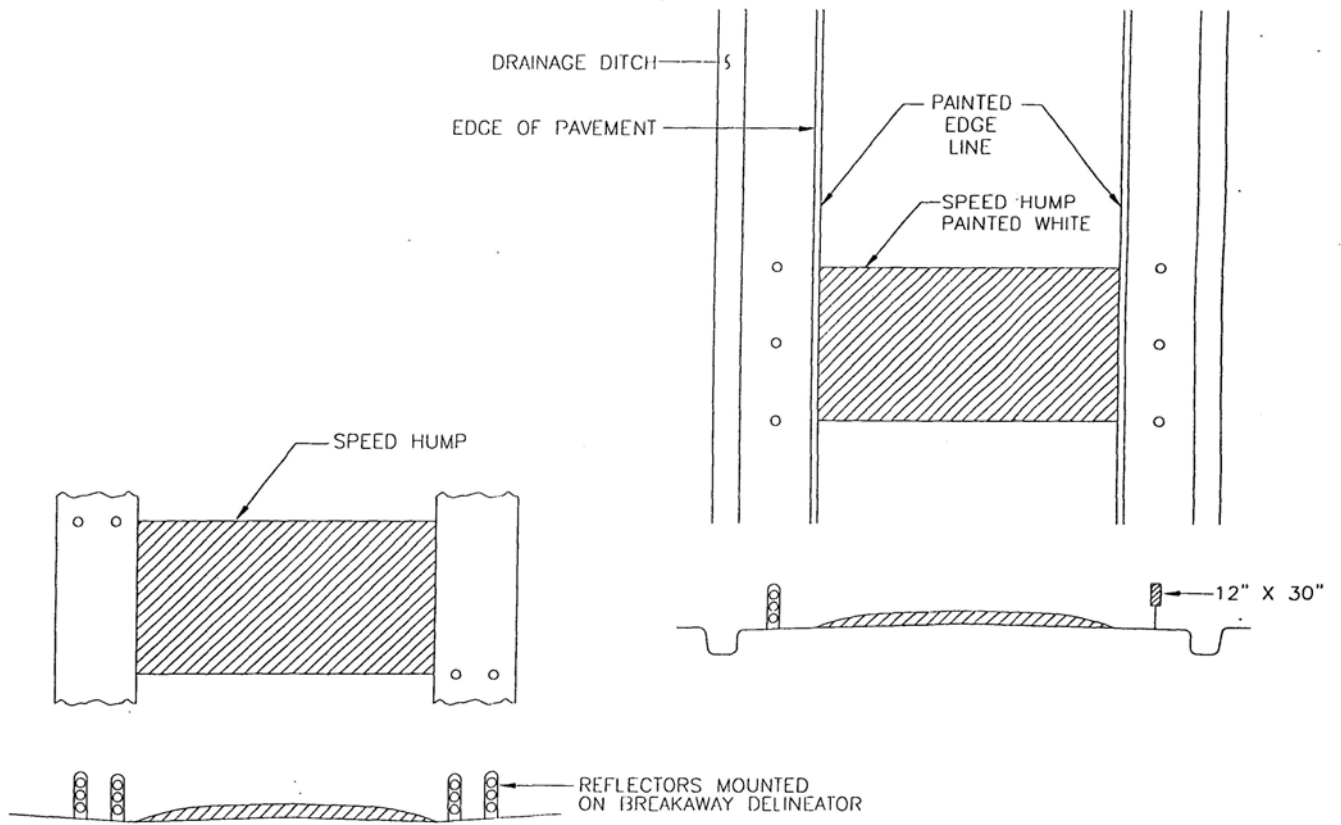 DRAINAGE DITCH
EDGE OF PAVEMENT
PAINTED
EDGE
LINE
SPEED HUMP
PAINTED WHITE
SPEED HUMP
12" X 30"
REFLECTORS MOUNTED
ON BREAKAWAY DELINEATOR